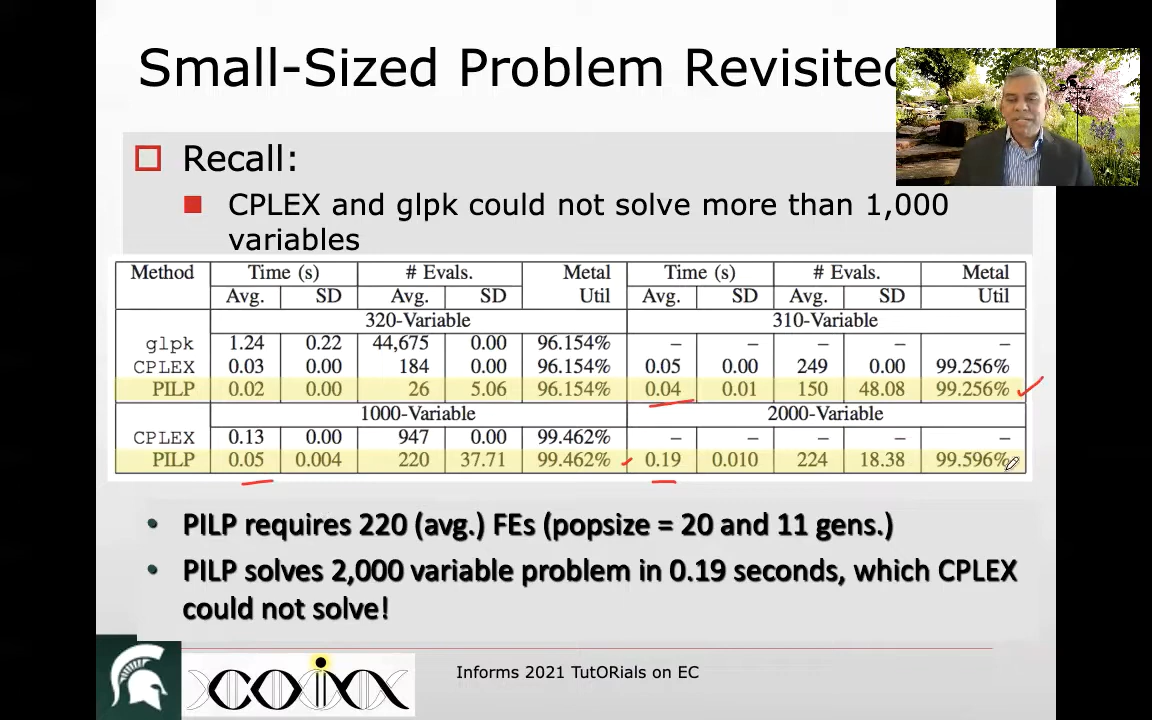 Small-Sized Problem Revisited
Recall:
CPLEX and glpk could not solve more than 1,000
variables
Method Time (s) # Evals. Metal Time (s) # Evals. Metal
Avg. SD Avg. SD Util Avg. SD Avg. SD Util
320-Variable 310-Variable
glpk 1.24 0.22 44,675 0.00 96.154% – – – – –
CPLEX 0.03 0.00 184 0.00 96.154% 0.05 0.00 249 0.00 99.256%
PILP 0.02 0.00 26 5.06 96.154% 0.04 0.01 150 48.08 99.256%
1000-Variable 2000-Variable
CPLEX 0.13 0.00 947 0.00 99.462% – – – – –
PILP 0.05 0.004 220 37.71 99.462% 0.19 0.010 224 18.38 99.596%
• PILP requires 220 (avg.) FEs (popsize = 20 and 11 gens.)
• PILP solves 2,000 variable problem in 0.19 seconds, which CPLEX
could not solve!
COIN
Informs 2021 TutORials on EC